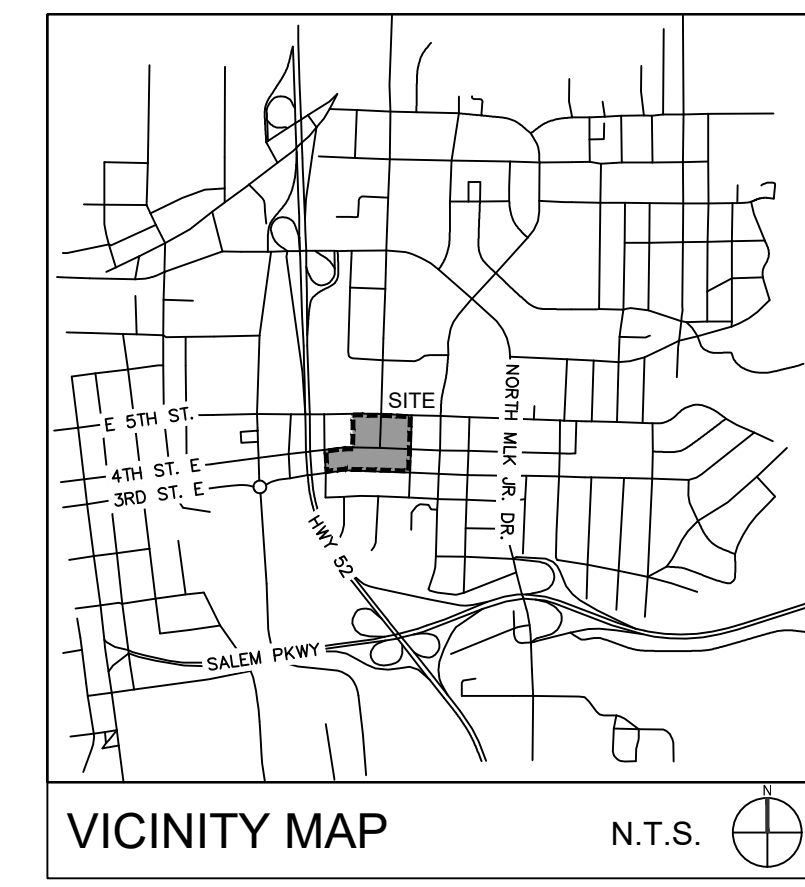 SITE
E 5TH ST.
NORTH MLK JR. DR.
4TH ST. E
3RD ST. E
HWY 52
SALEM PKWY
VICINITY MAP
N.T.S.
N